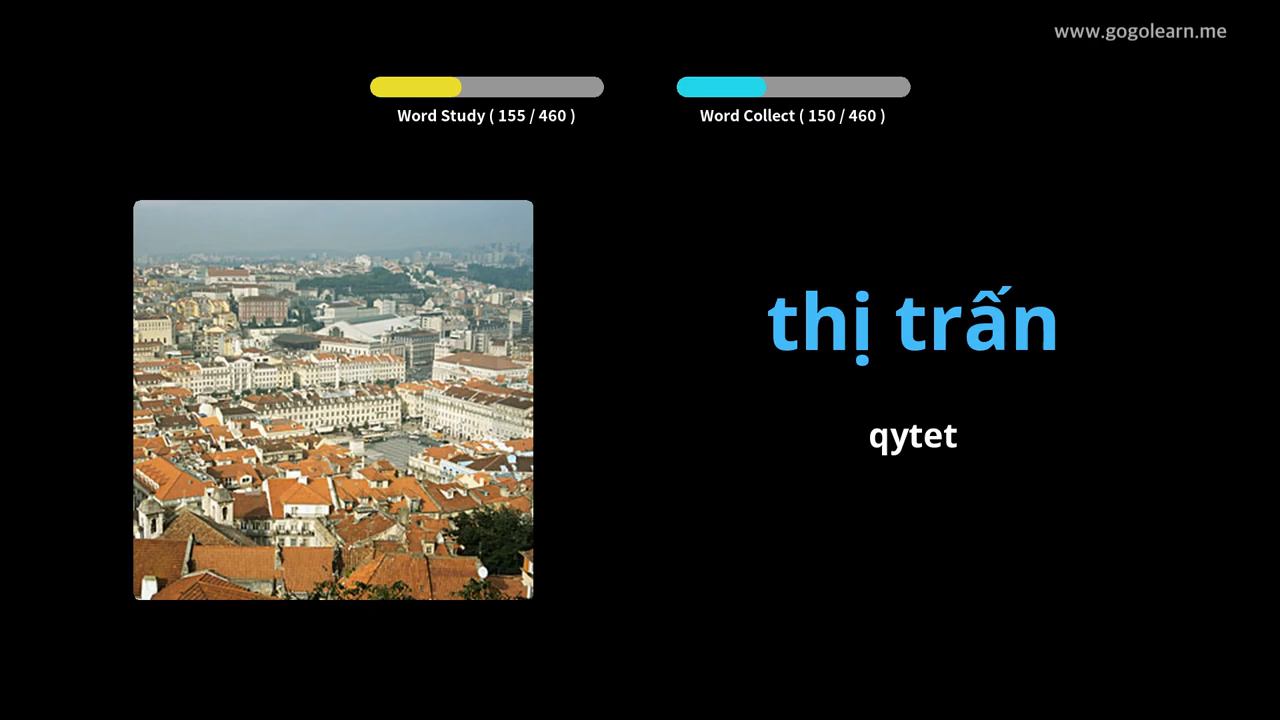 www.gogolearn.me
Word Study ( 155 / 460 )
Word Collect ( 150 / 460 )
thị trấn
qytet